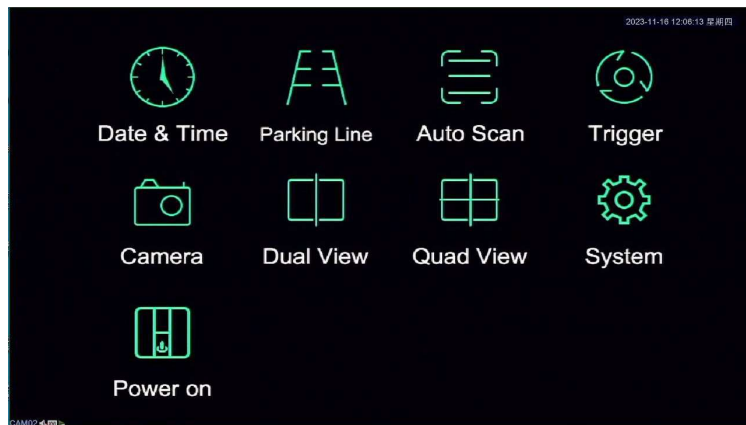 2023-11-16 12:06:13 星期四
Date & Time
Parking Line
Auto Scan
Trigger
Camera
Dual View
Quad View
System
Power on
CAM02